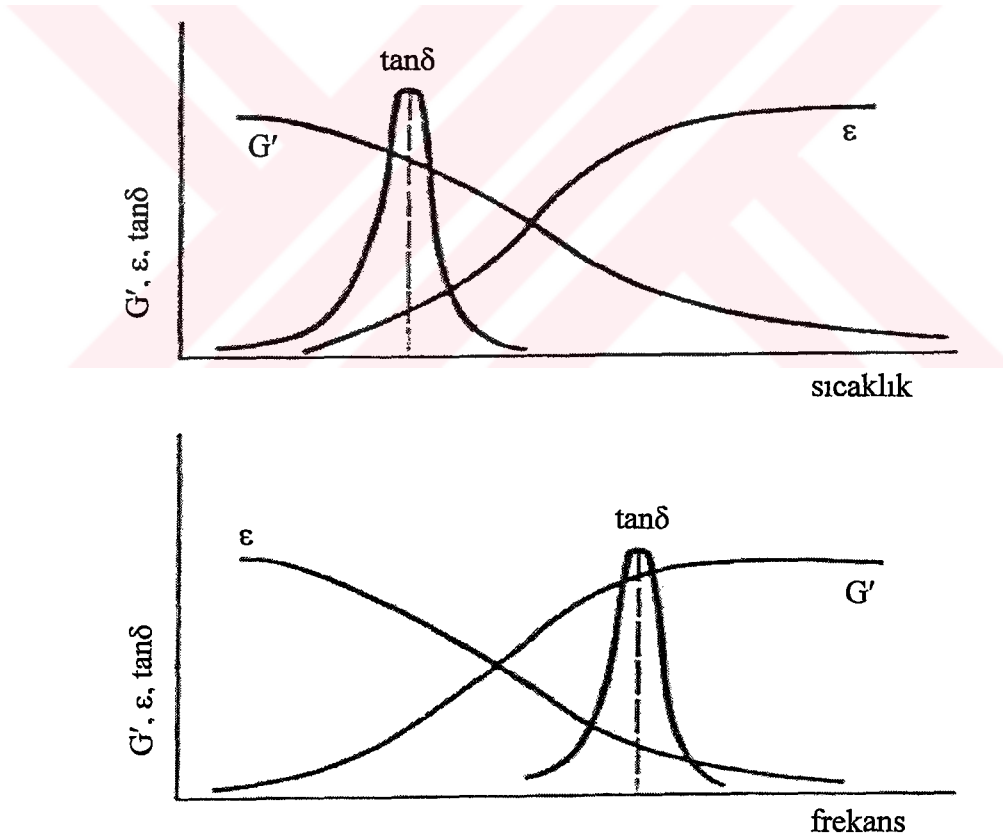 tanδ
G′
ε
G′, ε, tanδ
sıcaklık
tanδ
ε
G′
G′, ε, tanδ
frekans